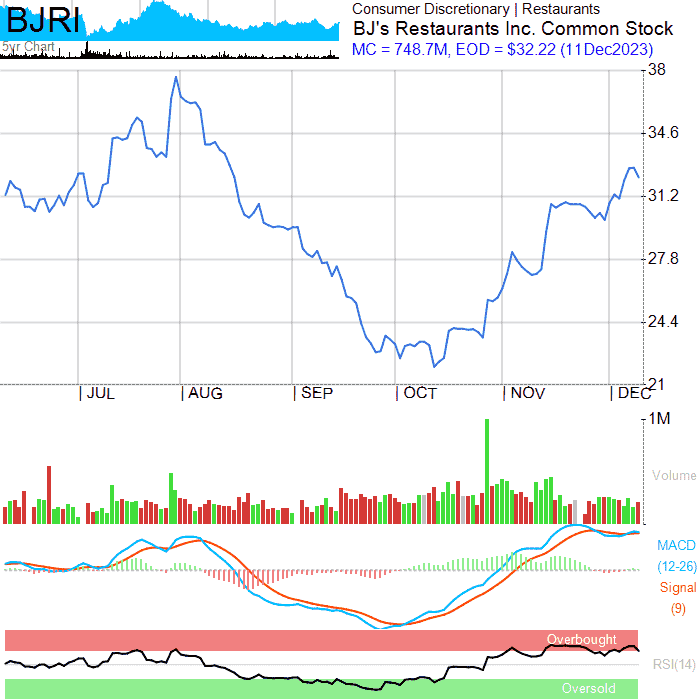 BJRI
5yr Chart
Consumer Discretionary | Restaurants
BJ's Restaurants Inc. Common Stock
MC = 748.7M, EOD = $32.22 (11Dec2023)
38
34.6
31.2
27.8
24.4
21
JUL AUG SEP OCT NOV DEC
1M
Volume
MACD
(12-26)
Signal
(9)
Overbought
RSI(14)
Oversold